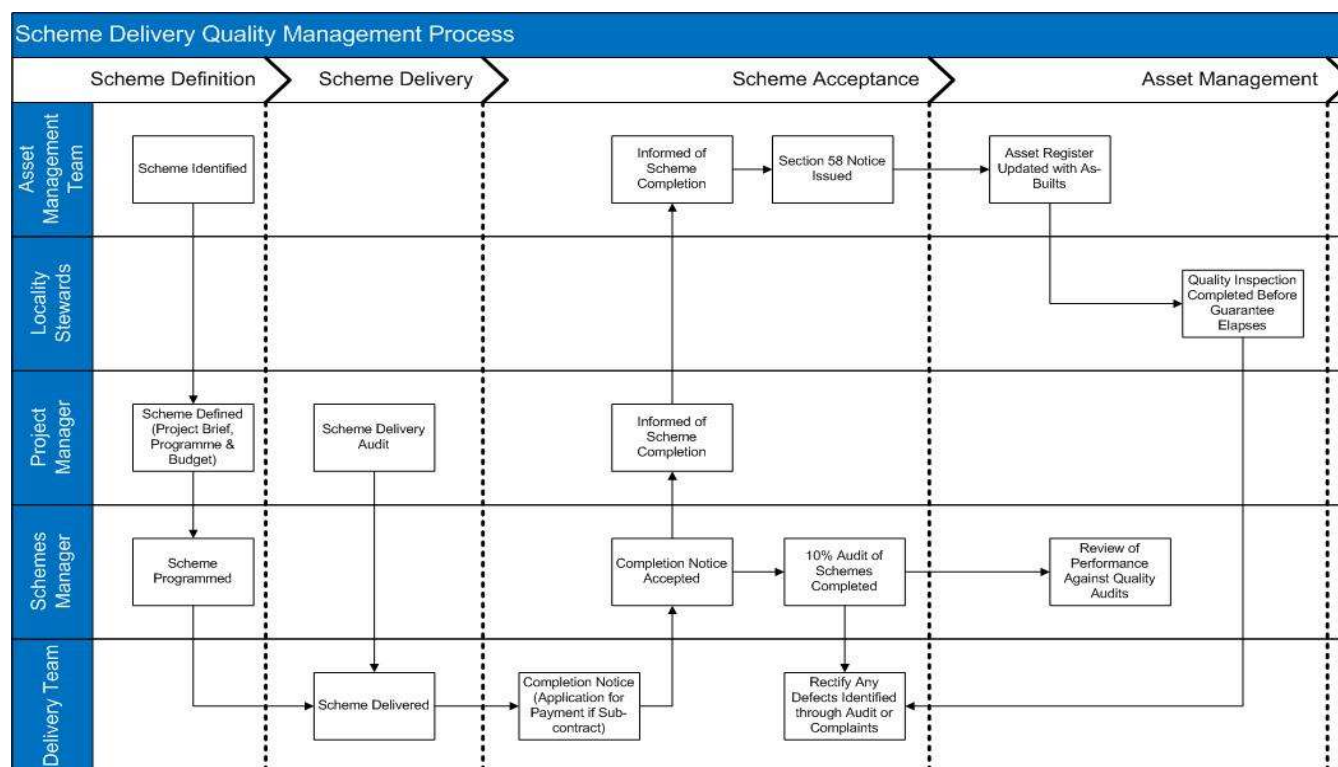 Scheme Delivery Quality Management Process
Scheme Definition
Scheme Delivery
Scheme Acceptance
Asset Management
Asset
Management
Team
Scheme Identified
Informed of
Scheme
Completion
Section 58 Notice
Issued
Asset Register
Updated with As-
Builts
Locality
Stewards
Quality Inspection
Completed Before
Guarantee
Elapses
Project
Manager
Scheme Defined
(Project Brief,
Programme &
Budget)
Scheme Delivery
Audit
Informed of
Scheme
Completion
Schemes
Manager
Scheme
Programmed
Completion Notice
Accepted
10% Audit of
Schemes
Completed
Review of
Performance
Against Quality
Audits
Delivery Team
Scheme Delivered
Completion Notice
(Application for
Payment if Sub-
contract)
Rectify Any
Defects Identified
through Audit or
Complaints